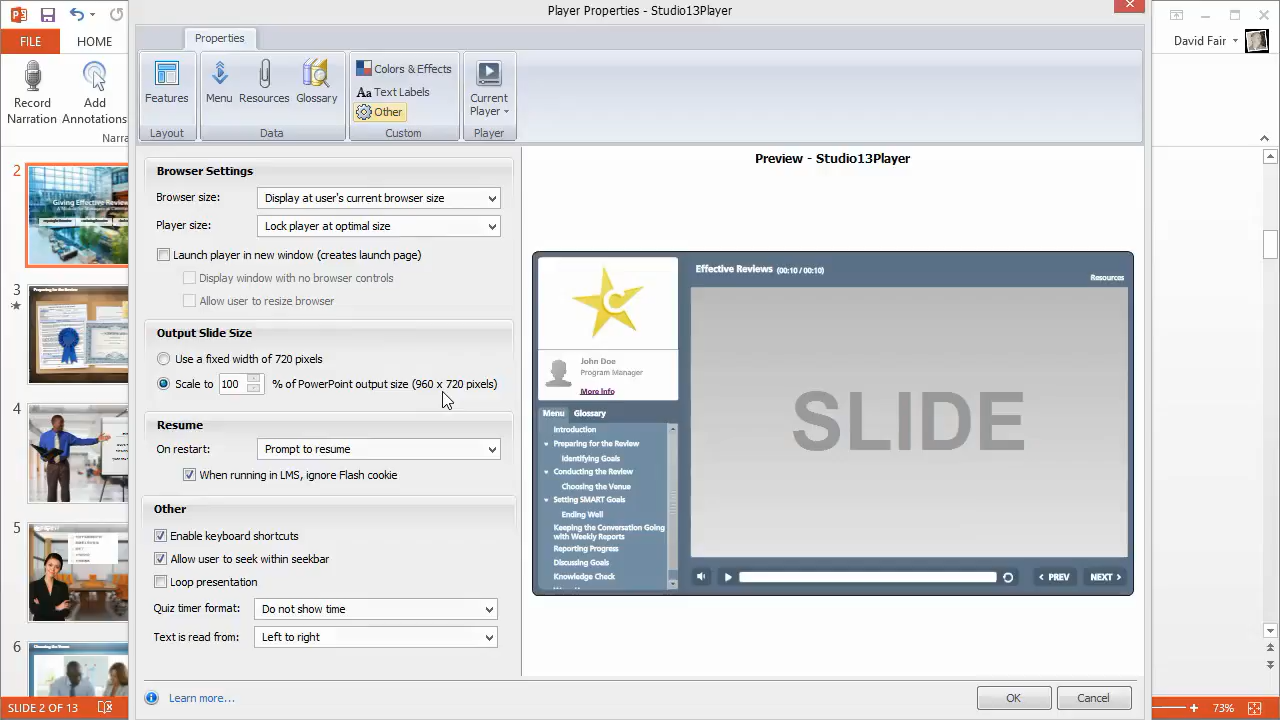 Player Properties - Studio13Player
David Fair
FILE
HOME
Properties
Record
Narration
Add
Annotations
Narra
Features
Layout
Menu
Resources
Glossary
Data
Colors & Effects
Text Labels
Other
Custom
Current
Player
Player
2
Giving Effective Review
3
Preparing for the Review
4
5
6
Choosing the Venue
Browser Settings
Browser size:
Display at user's current browser size
Player size:
Lock player at optimal size
Launch player in new window (creates launch page)
Display window with no browser controls
Allow user to resize browser
Output Slide Size
Use a fixed width of 720 pixels
Scale to 100 % of Powerpoint output size (960 x 720 pixels)
Resume
On restart:
Prompt to resume
When running in LMS, ignore Flash cookie
Other
Enable keyboard shortcuts
Allow user to seek within slide
Loop presentation
Quiz timer format:
Do not show time
Text is read from:
Left to right
Preview - Studio13Player
C
John Doe
Program Manager
More Info
Effective Reviews (00:10 / 00:10)
Resources
Menu
Glossary
Introduction
Preparing for the Review
Identifying Goals
Conducting the Review
Choosing the Venue
Setting SMART Goals
Ending Well
Keeping the Conversation Going
with Weekly Reports
Reporting Progress
Discussing Goals
Knowledge Check
SLIDE
PREV
NEXT
Learn more...
OK
Cancel
SLIDE 2 OF 13
73%